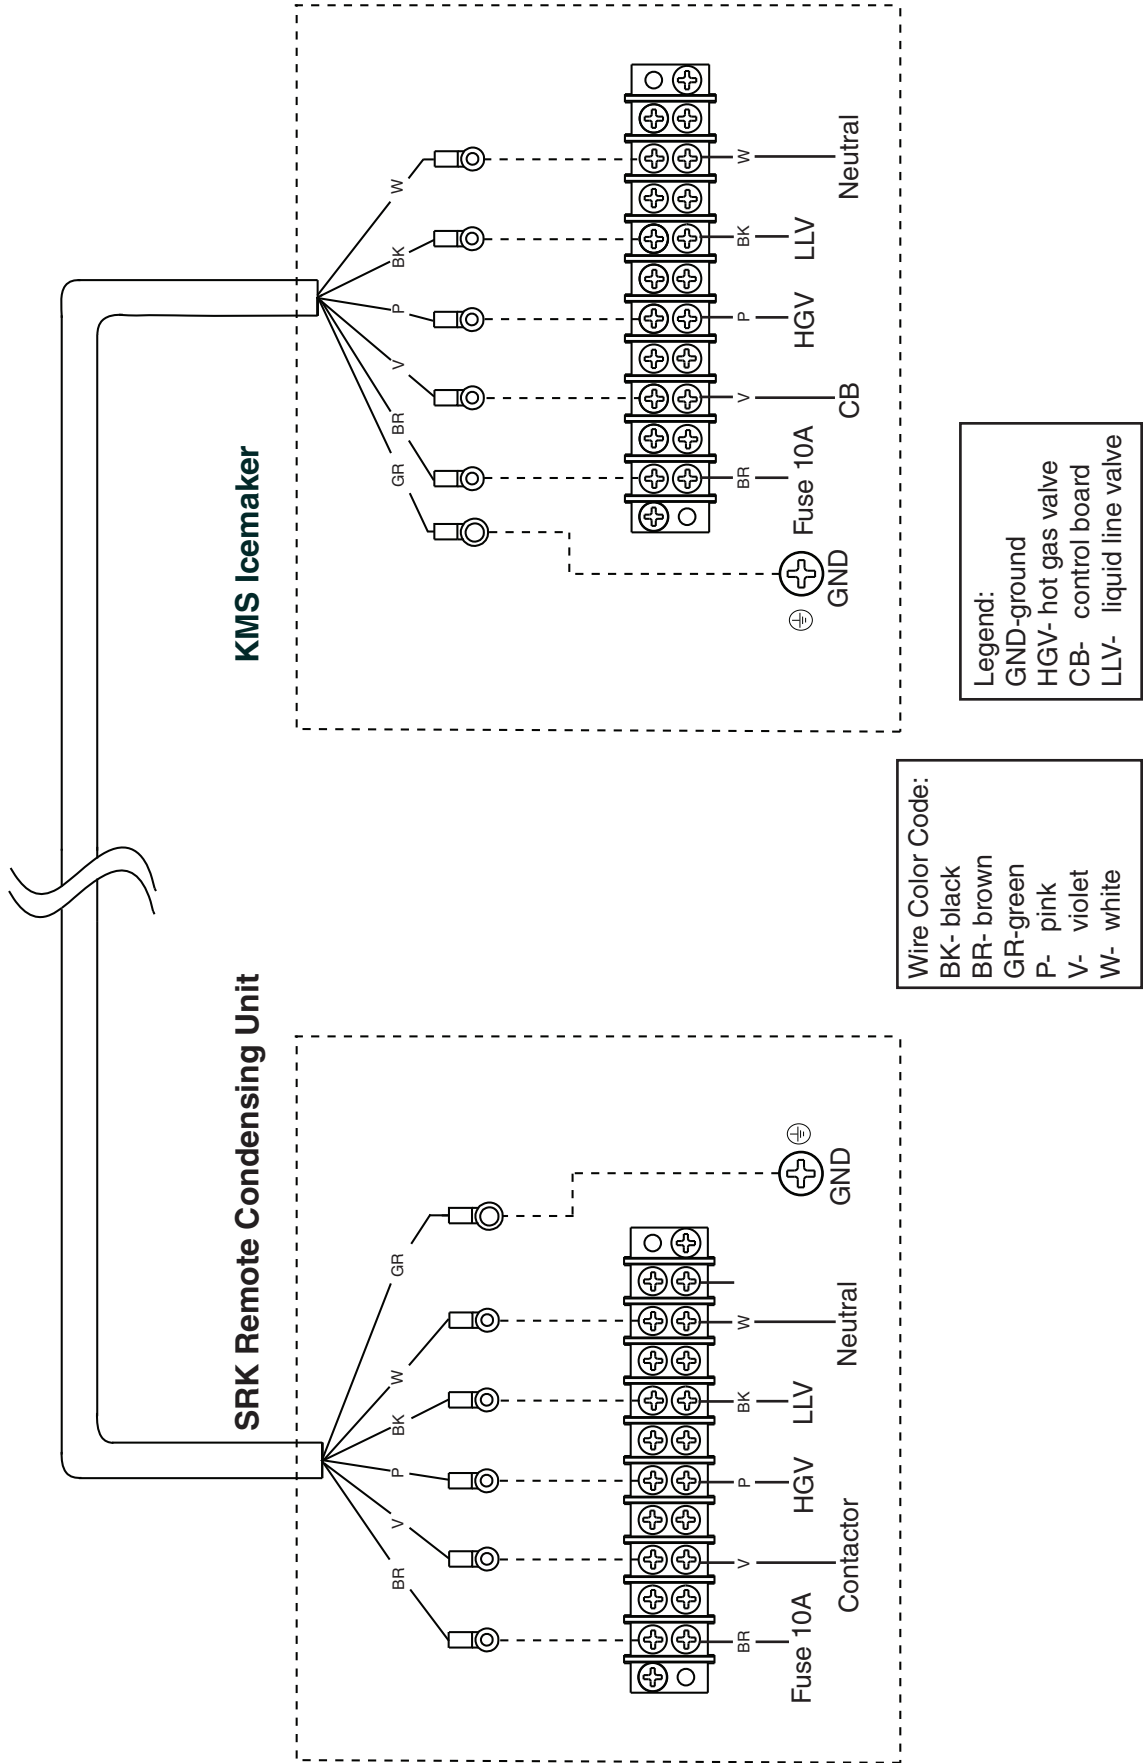 SRK Remote Condensing Unit
BR
V
P
BK
W
GR
BR
V
P
BK
W
Fuse 10A
Contactor
HGV
LLV
Neutral
GND
KMS Icemaker
GR
BR
V
P
BK
W
BR
V
P
BK
W
GND
Fuse 10A
CB
HGV
LLV
Neutral
Wire Color Code:
BK- black
BR- brown
GR-green
P- pink
V- violet
W- white
Legend:
GND-ground
HGV- hot gas valve
CB- control board
LLV- liquid line valve